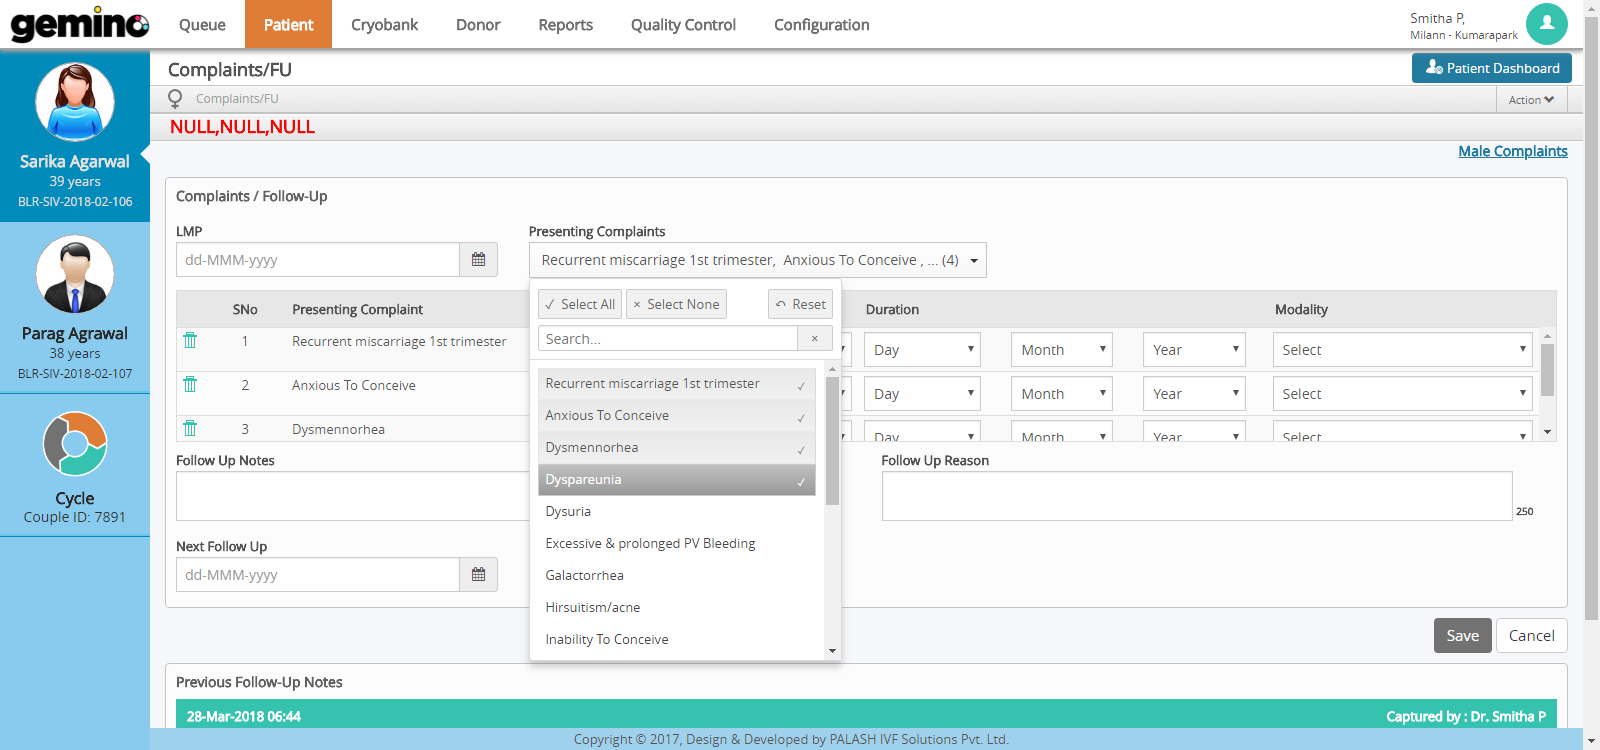 gemino Queue Patient Cryobank Donor Reports Quality Control Configuration
Smitha P,
Milann - Kumarapark
Sarika Agarwal
39 years
BLR-SIV-2018-02-106
Parag Agrawal
38 years
BLR-SIV-2018-02-107
Cycle
Couple ID: 7891
Complaints/FU
Patient Dashboard
Complaints/FU
Action
NULL,NULL,NULL
Male Complaints
Complaints / Follow-Up
LMP
dd-MMM-yyyy
Presenting Complaints
Recurrent miscarriage 1st trimester, Anxious To Conceive , ... (4)
✓ Select All × Select None Reset
Search... ×
Recurrent miscarriage 1st trimester ✓
Anxious To Conceive ✓
Dysmennorhea ✓
Dyspareunia ✓
Dysuria
Excessive & prolonged PV Bleeding
Galactorrhea
Hirsuitism/acne
Inability To Conceive
SNo Presenting Complaint Duration Modality
1 Recurrent miscarriage 1st trimester Day Month Year Select
2 Anxious To Conceive Day Month Year Select
3 Dysmennorhea Day Month Year Select
Follow Up Notes
Follow Up Reason
250
Next Follow Up
dd-MMM-yyyy
Save Cancel
Previous Follow-Up Notes
28-Mar-2018 06:44 Captured by : Dr. Smitha P
Copyright © 2017, Design & Developed by PALASH IVF Solutions Pvt. Ltd.